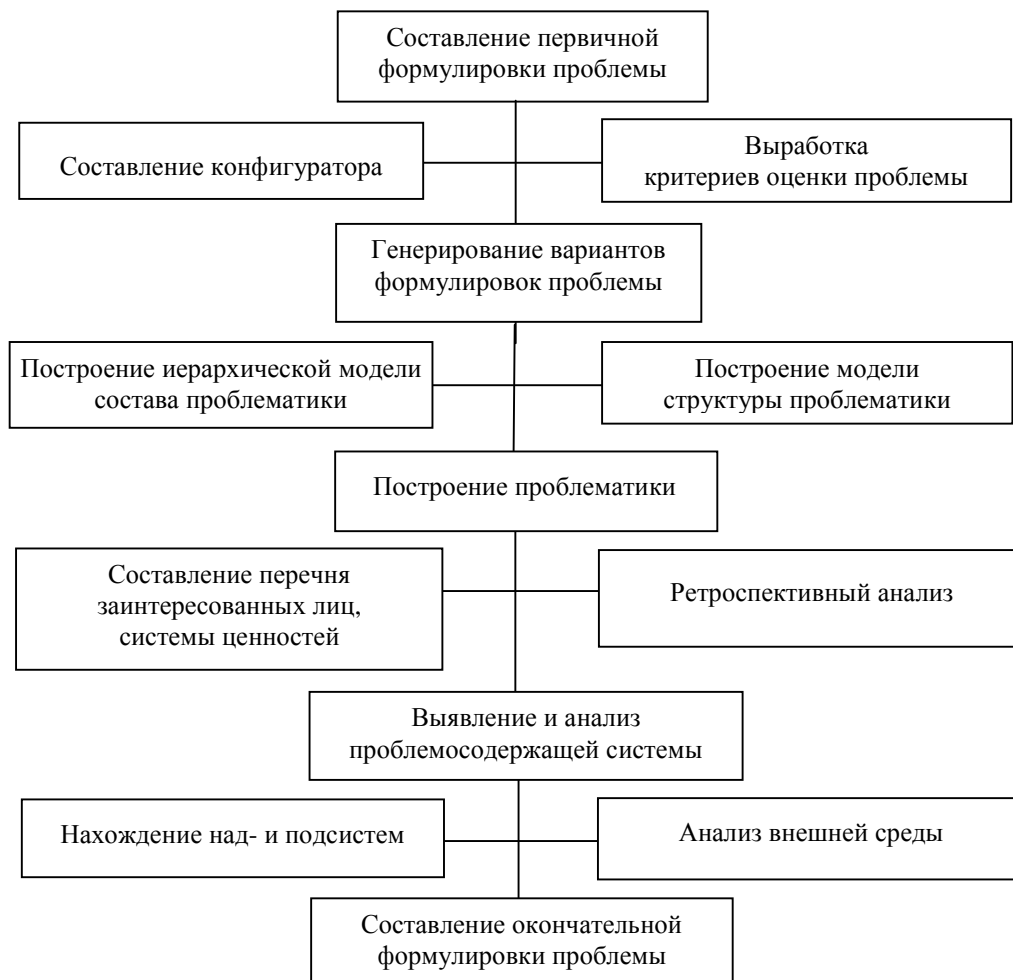 Составление первичной
формулировки проблемы
Составление конфигуратора
Выработка
критериев оценки проблемы
Генерирование вариантов
формулировок проблемы
Построение иерархической модели
состава проблематики
Построение модели
структуры проблематики
Построение проблематики
Составление перечня
заинтересованных лиц,
системы ценностей
Ретроспективный анализ
Выявление и анализ
проблемосодержащей системы
Нахождение над- и подсистем
Анализ внешней среды
Составление окончательной
формулировки проблемы